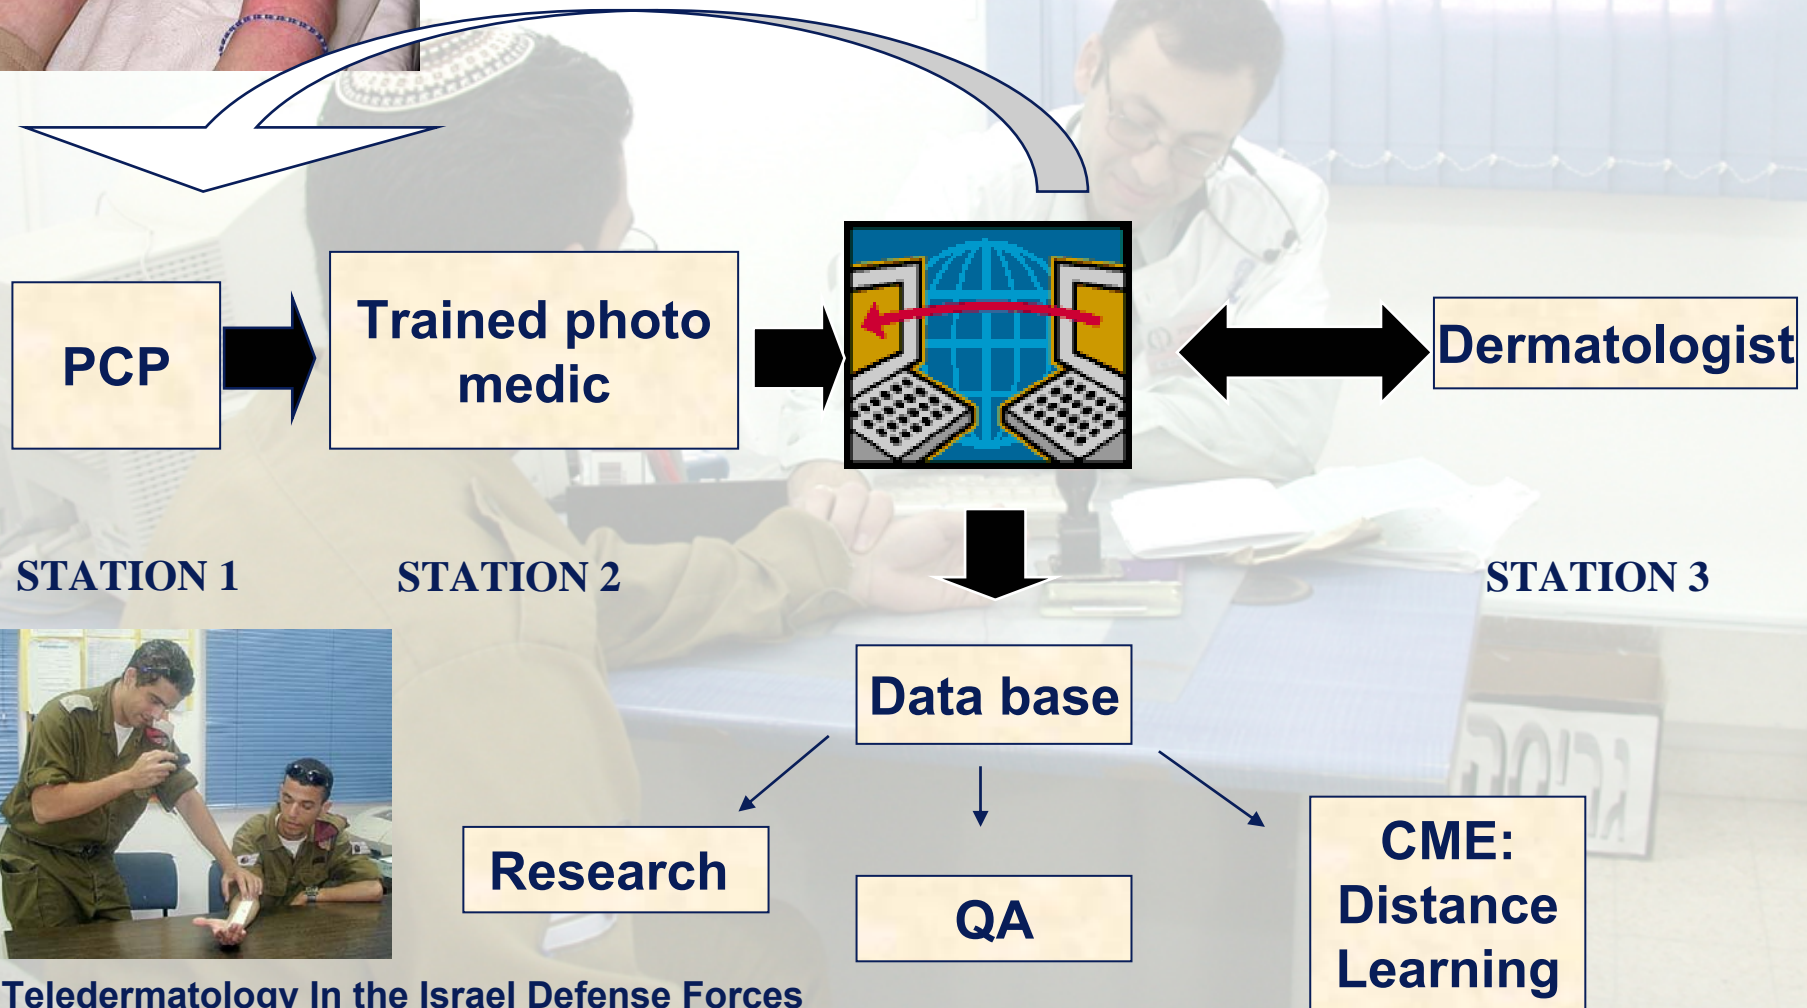 PCP
Trained photo
medic
Dermatologist
STATION 1
STATION 2
STATION 3
Data base
Research
QA
CME:
Distance
Learning
Teledermatology In the Israel Defense Forces